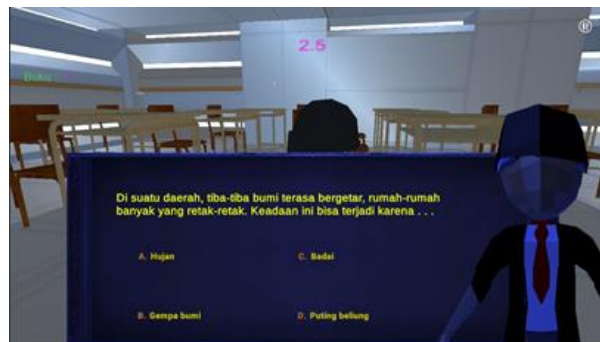 2.5
Buku :
Di suatu daerah, tiba-tiba bumi terasa bergetar, rumah-rumah
banyak yang retak-retak. Keadaan ini bisa terjadi karena . . .
A. Hujan
C. Badai
B. Gempa bumi
D. Puting beliung